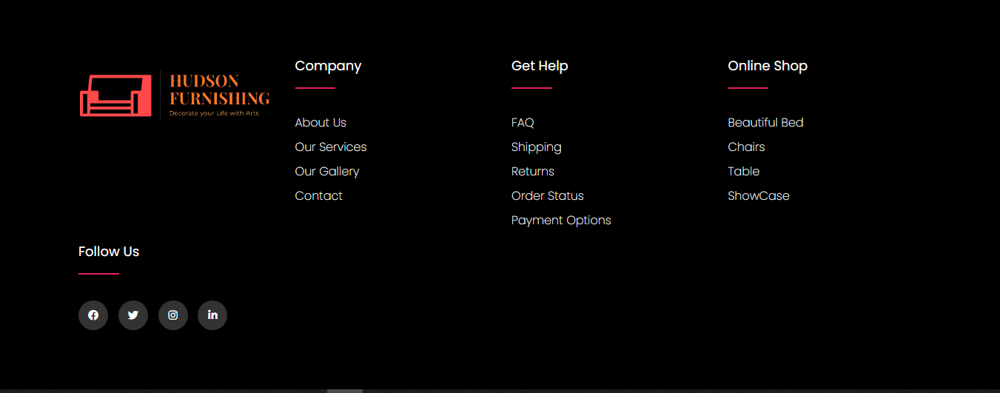 HUDSON
FURNISHING
Decorate your Life with Arts
Company
About Us
Our Services
Our Gallery
Contact
Get Help
FAQ
Shipping
Returns
Order Status
Payment Options
Online Shop
Beautiful Bed
Chairs
Table
ShowCase
Follow Us